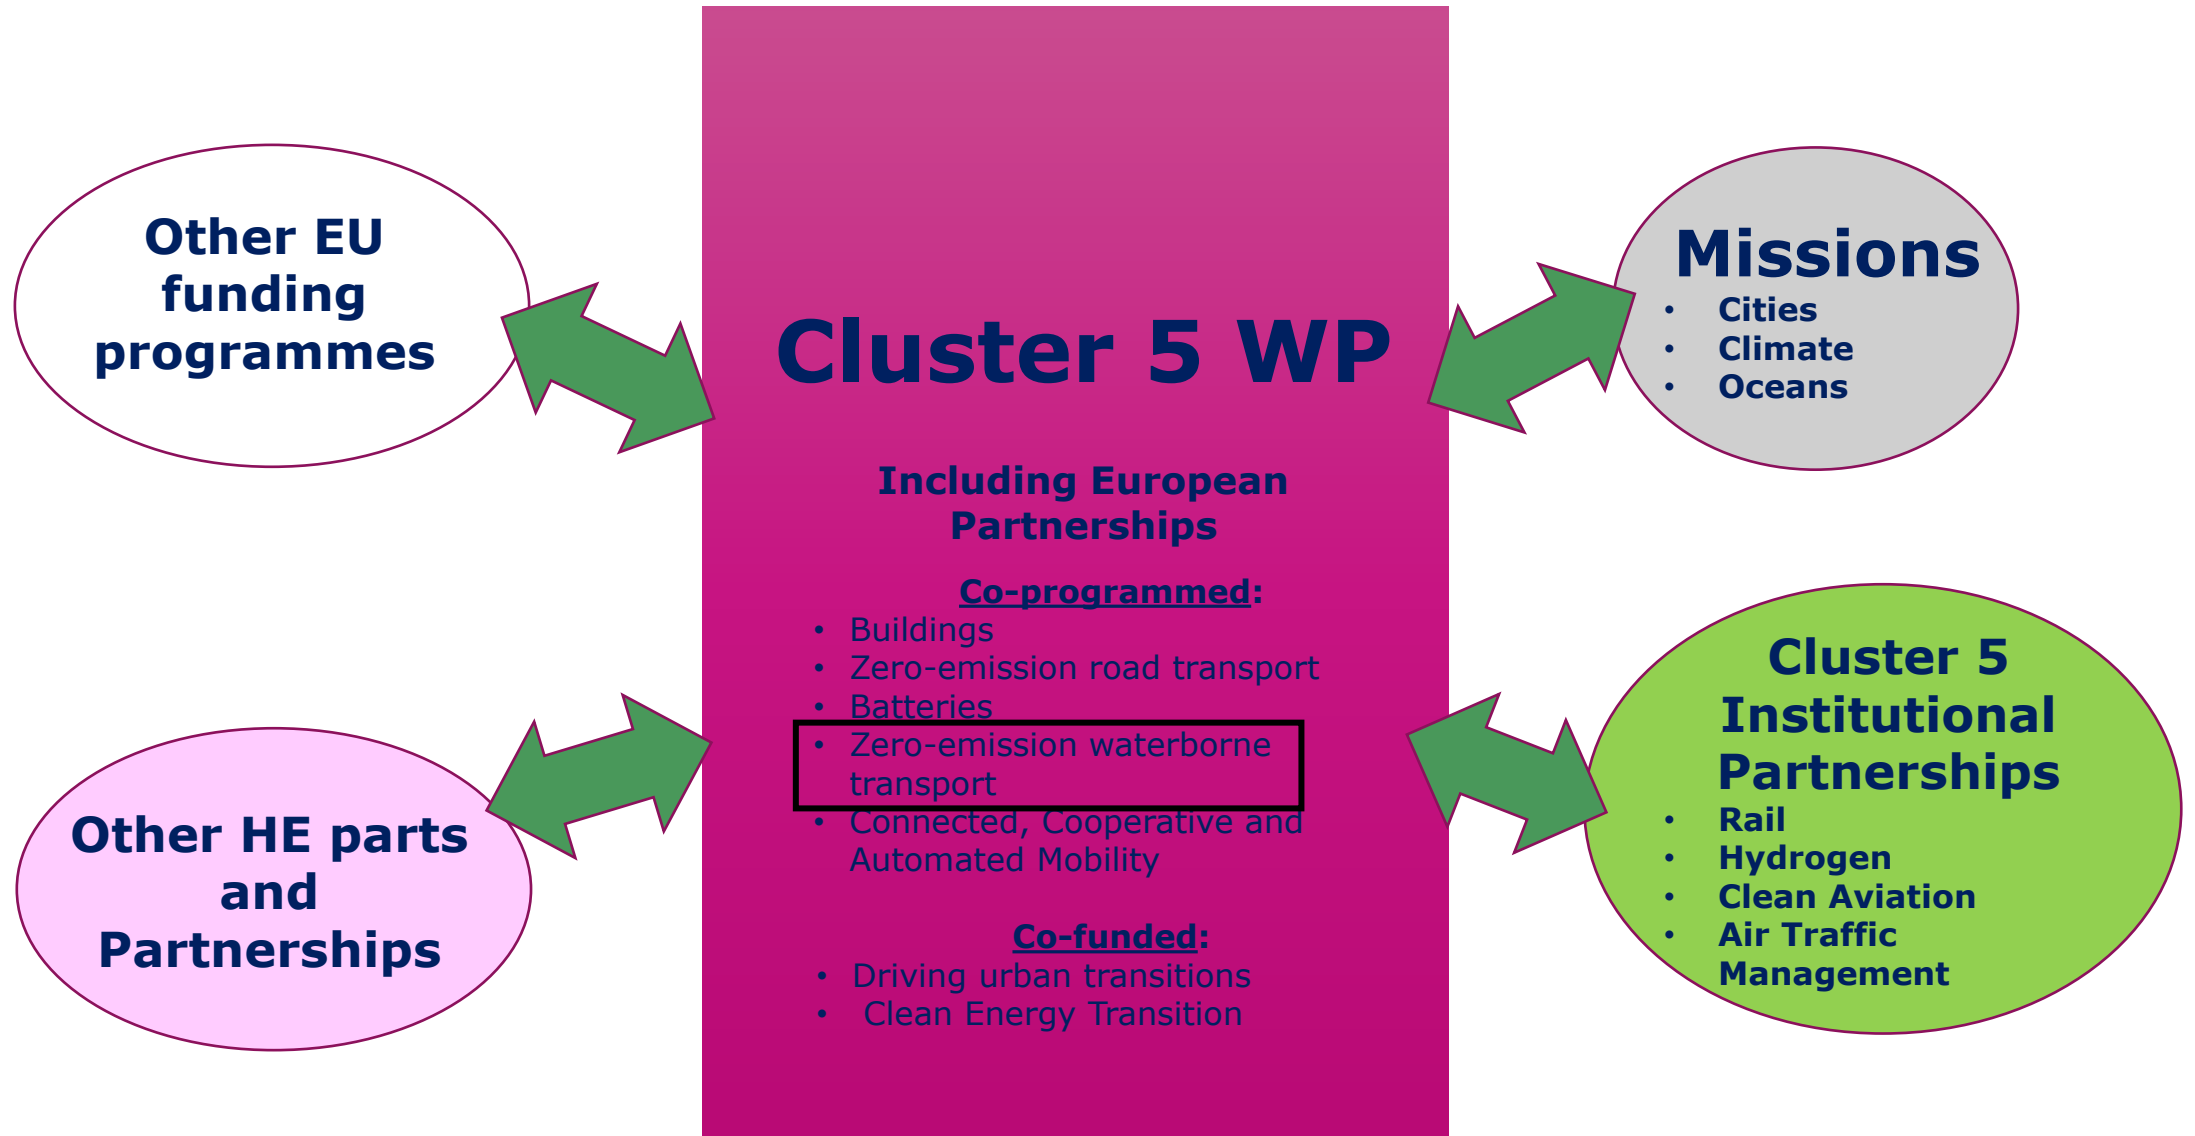 Other EU
funding
programmes
Other HE parts
and
Partnerships
Cluster 5 WP
Including European
Partnerships
Co-programmed:
• Buildings
• Zero-emission road transport
• Batteries
• Zero-emission waterborne
transport
• Connected, Cooperative and
Automated Mobility
Co-funded:
• Driving urban transitions
• Clean Energy Transition
Missions
• Cities
• Climate
• Oceans
Cluster 5
Institutional
Partnerships
• Rail
• Hydrogen
• Clean Aviation
• Air Traffic
Management